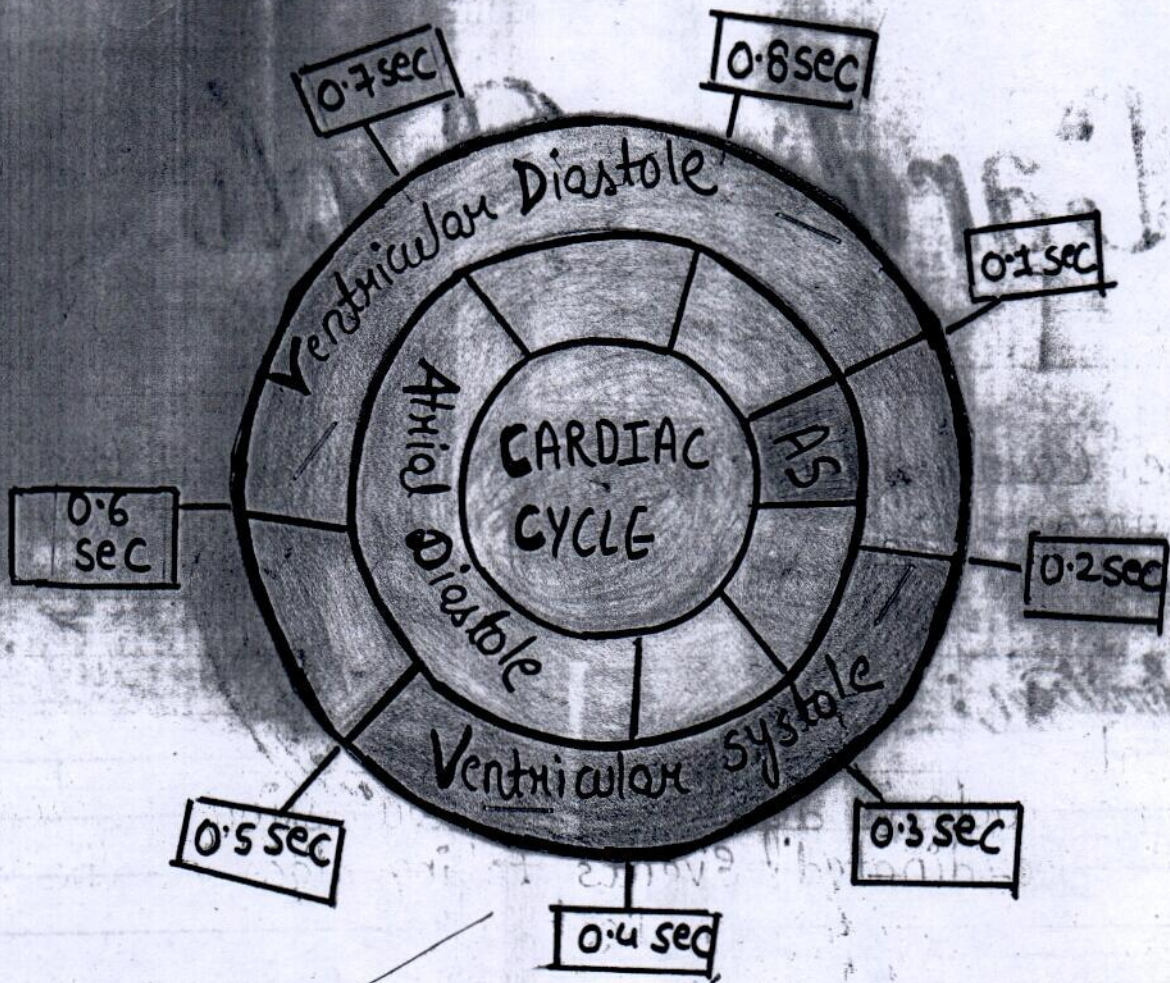 0.7 sec
0.8 sec
0.1 sec
Ventricular Diastole
Atrial Diastole
CARDIAC
CYCLE
AS
0.6
sec
0.2 sec
Ventricular Systole
0.5 sec
0.3 sec
0.4 sec